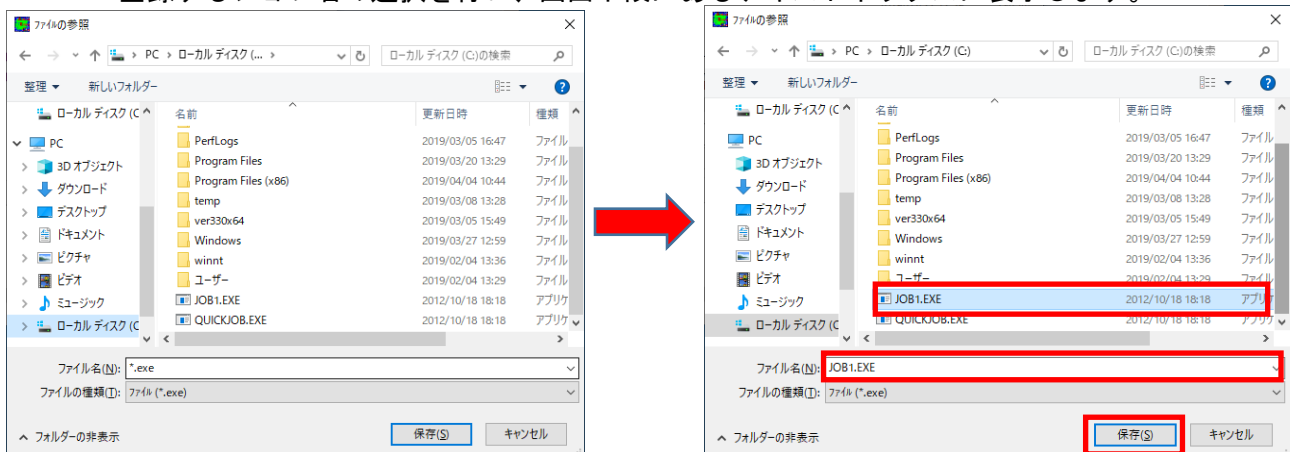 ファイルの参照
PC › ローカル ディスク (... ›
ローカル ディスク (C:)の検索
整理 新しいフォルダー
ローカル ディスク (C
名前 更新日時 種類
PC
3D オブジェクト
ダウンロード
デスクトップ
ドキュメント
ピクチャ
ビデオ
ミュージック
ローカル ディスク (C
PerfLogs 2019/03/05 16:47 ファイル
Program Files 2019/03/20 13:29 ファイル
Program Files (x86) 2019/04/04 10:44 ファイル
temp 2019/03/08 13:28 ファイル
ver330x64 2019/03/05 15:49 ファイル
Windows 2019/03/27 12:59 ファイル
winnt 2019/02/04 13:36 ファイル
ユーザー 2019/02/04 13:29 ファイル
JOB1.EXE 2012/10/18 18:18 アプリケ
QUICKJOB.EXE 2012/10/18 18:18 アプリケ
ファイル名(N): *.exe
ファイルの種類(T): ファイル (*.exe)
フォルダーの非表示
保存(S) キャンセル
ファイルの参照
PC › ローカル ディスク (C:)
ローカル ディスク (C:)の検索
整理 新しいフォルダー
ローカル ディスク (C
名前 更新日時 種類
PC
3D オブジェクト
ダウンロード
デスクトップ
ドキュメント
ピクチャ
ビデオ
ミュージック
ローカル ディスク (C
PerfLogs 2019/03/05 16:47 ファイル
Program Files 2019/03/20 13:29 ファイル
Program Files (x86) 2019/04/04 10:44 ファイル
temp 2019/03/08 13:28 ファイル
ver330x64 2019/03/05 15:49 ファイル
Windows 2019/03/27 12:59 ファイル
winnt 2019/02/04 13:36 ファイル
ユーザー 2019/02/04 13:29 ファイル
JOB1.EXE 2012/10/18 18:18 アプリケ
QUICKJOB.EXE 2012/10/18 18:18 アプリケ
ファイル名(N): JOB1.EXE
ファイルの種類(T): ファイル (*.exe)
フォルダーの非表示
保存(S) キャンセル